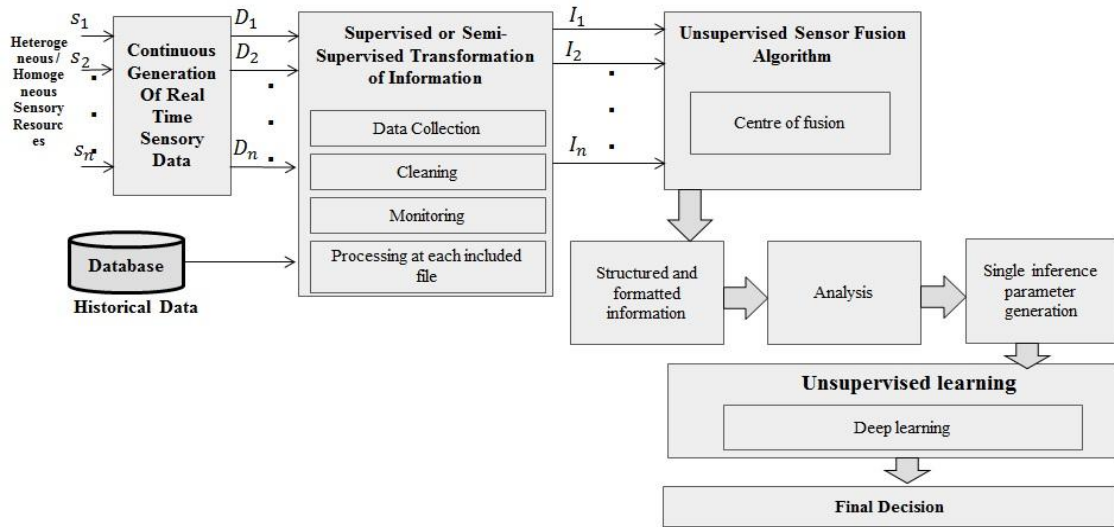 s₁
s₂
sₙ
Heteroge
neous /
Homoge
neous
Sensory
Resourc
es
Continuous
Generation
Of Real
Time
Sensory
Data
D₁
D₂
Dₙ
Supervised or Semi-
Supervised Transformation
of Information
Data Collection
Cleaning
Monitoring
Processing at each included
file
I₁
I₂
Iₙ
Unsupervised Sensor Fusion
Algorithm
Centre of fusion
Database
Historical Data
Structured and
formatted
information
Analysis
Single inference
parameter
generation
Unsupervised learning
Deep learning
Final Decision